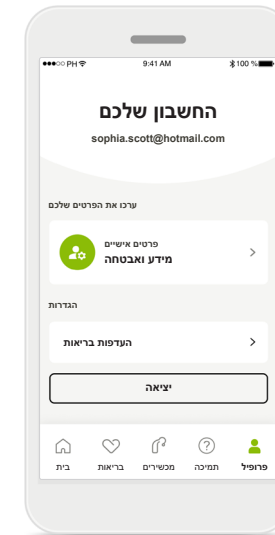 ●●●○○ PH 9:41 AM 100 %
החשבון שלכם
sophia.scott@hotmail.com
ערכו את הפרטים שלכם
פרטים אישיים
מידע ואבטחה
הגדרות
העדפות בריאות
יציאה
בית בריאות מכשירים תמיכה פרופיל